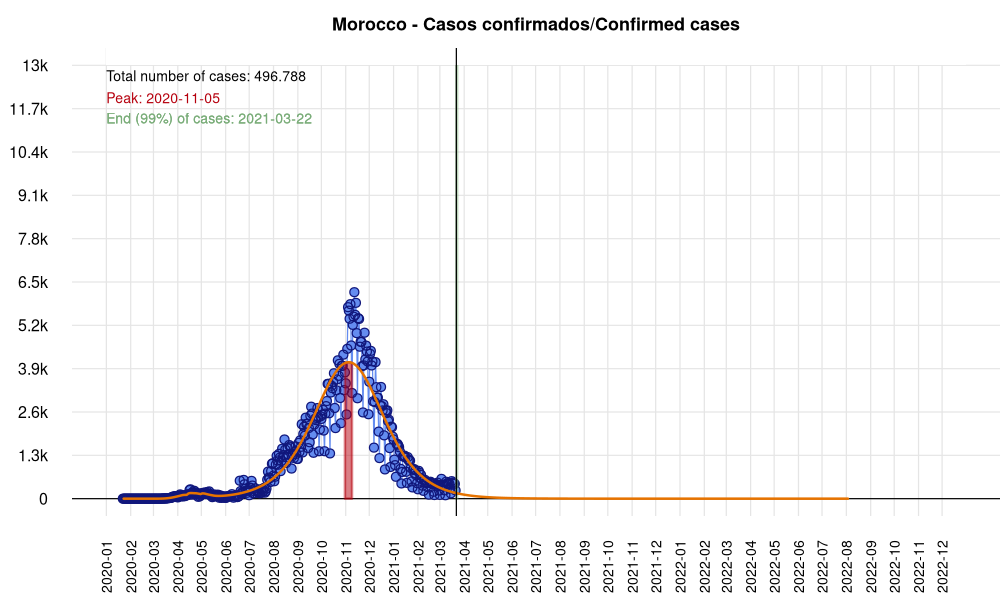 Morocco - Casos confirmados/Confirmed cases
Total number of cases: 496.788
Peak: 2020-11-05
End (99%) of cases: 2021-03-22
13k
11.7k
10.4k
9.1k
7.8k
6.5k
5.2k
3.9k
2.6k
1.3k
0
2020-01
2020-02
2020-03
2020-04
2020-05
2020-06
2020-07
2020-08
2020-09
2020-10
2020-11
2020-12
2021-01
2021-02
2021-03
2021-04
2021-05
2021-06
2021-07
2021-08
2021-09
2021-10
2021-11
2021-12
2022-01
2022-02
2022-03
2022-04
2022-05
2022-06
2022-07
2022-08
2022-09
2022-10
2022-11
2022-12